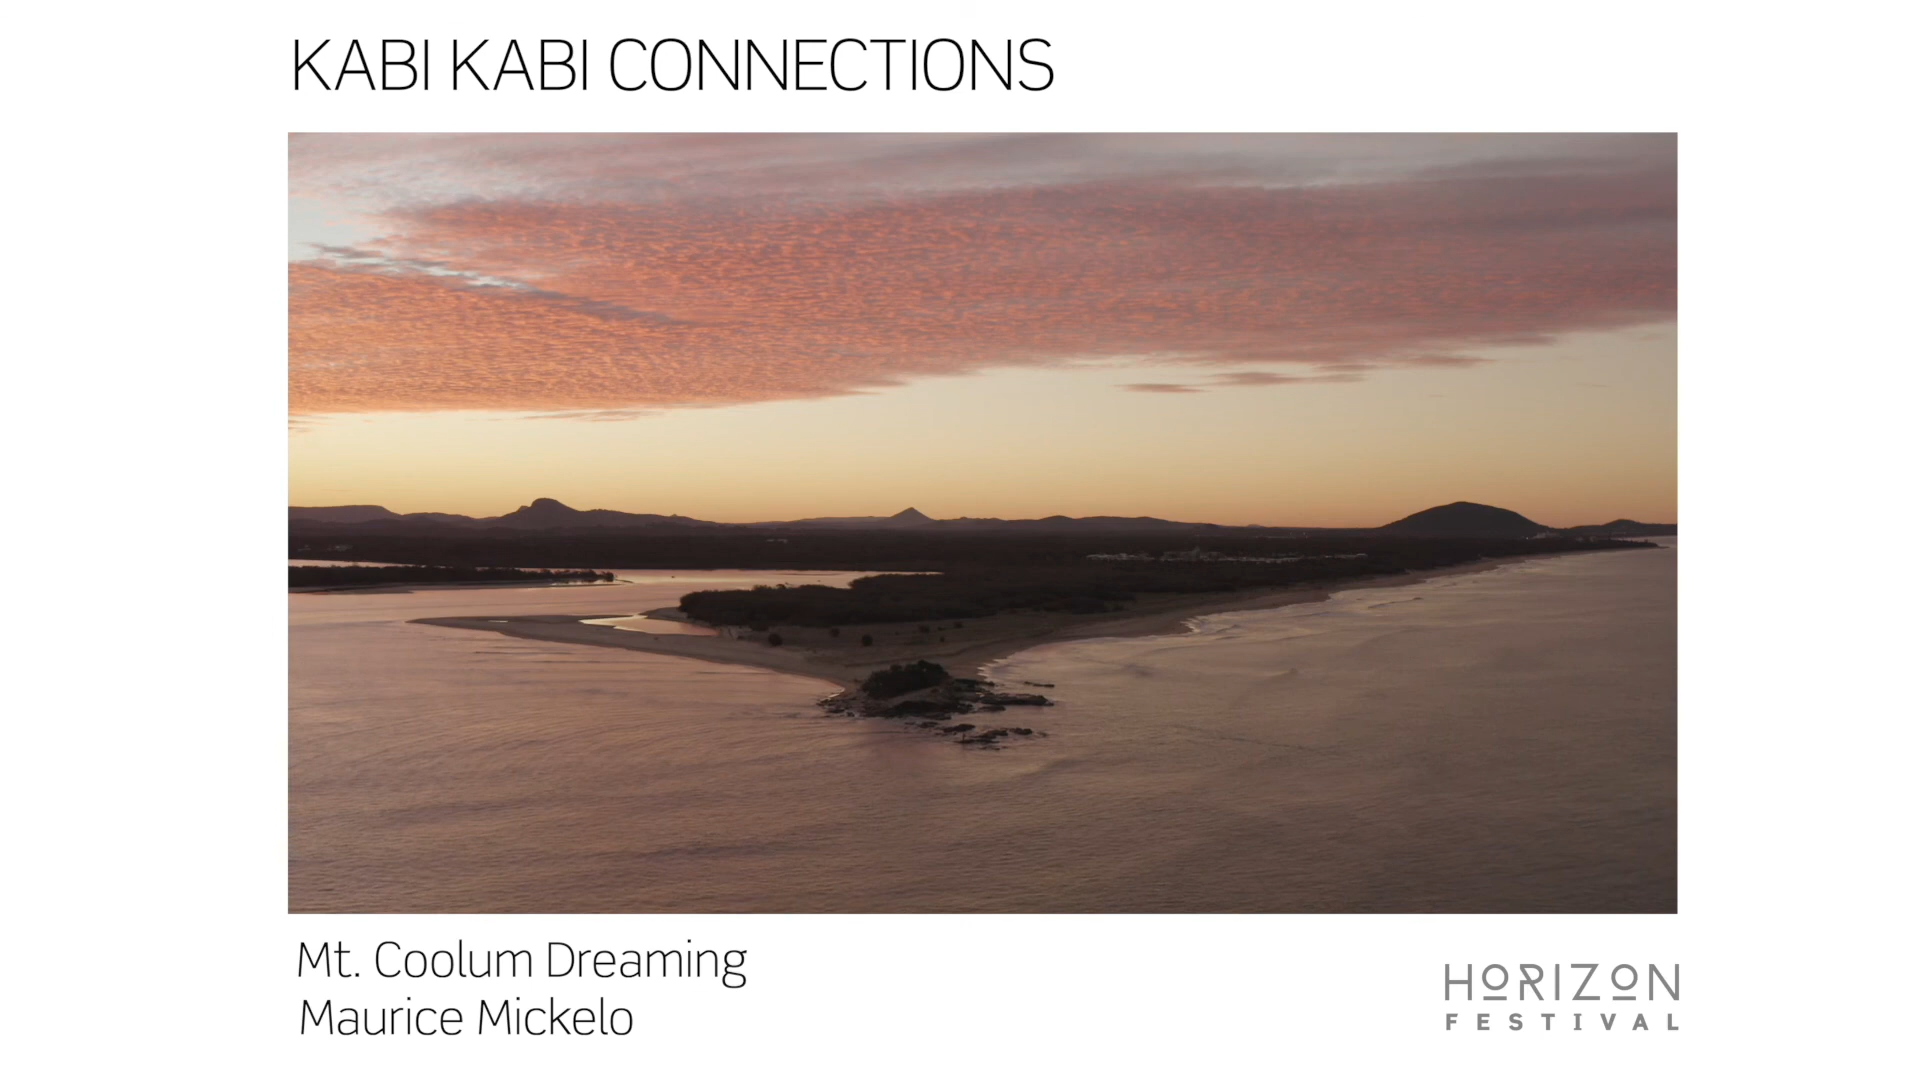 KABI KABI CONNECTIONS
Mt. Coolum Dreaming
Maurice Mickelo
HORIZON
FESTIVAL